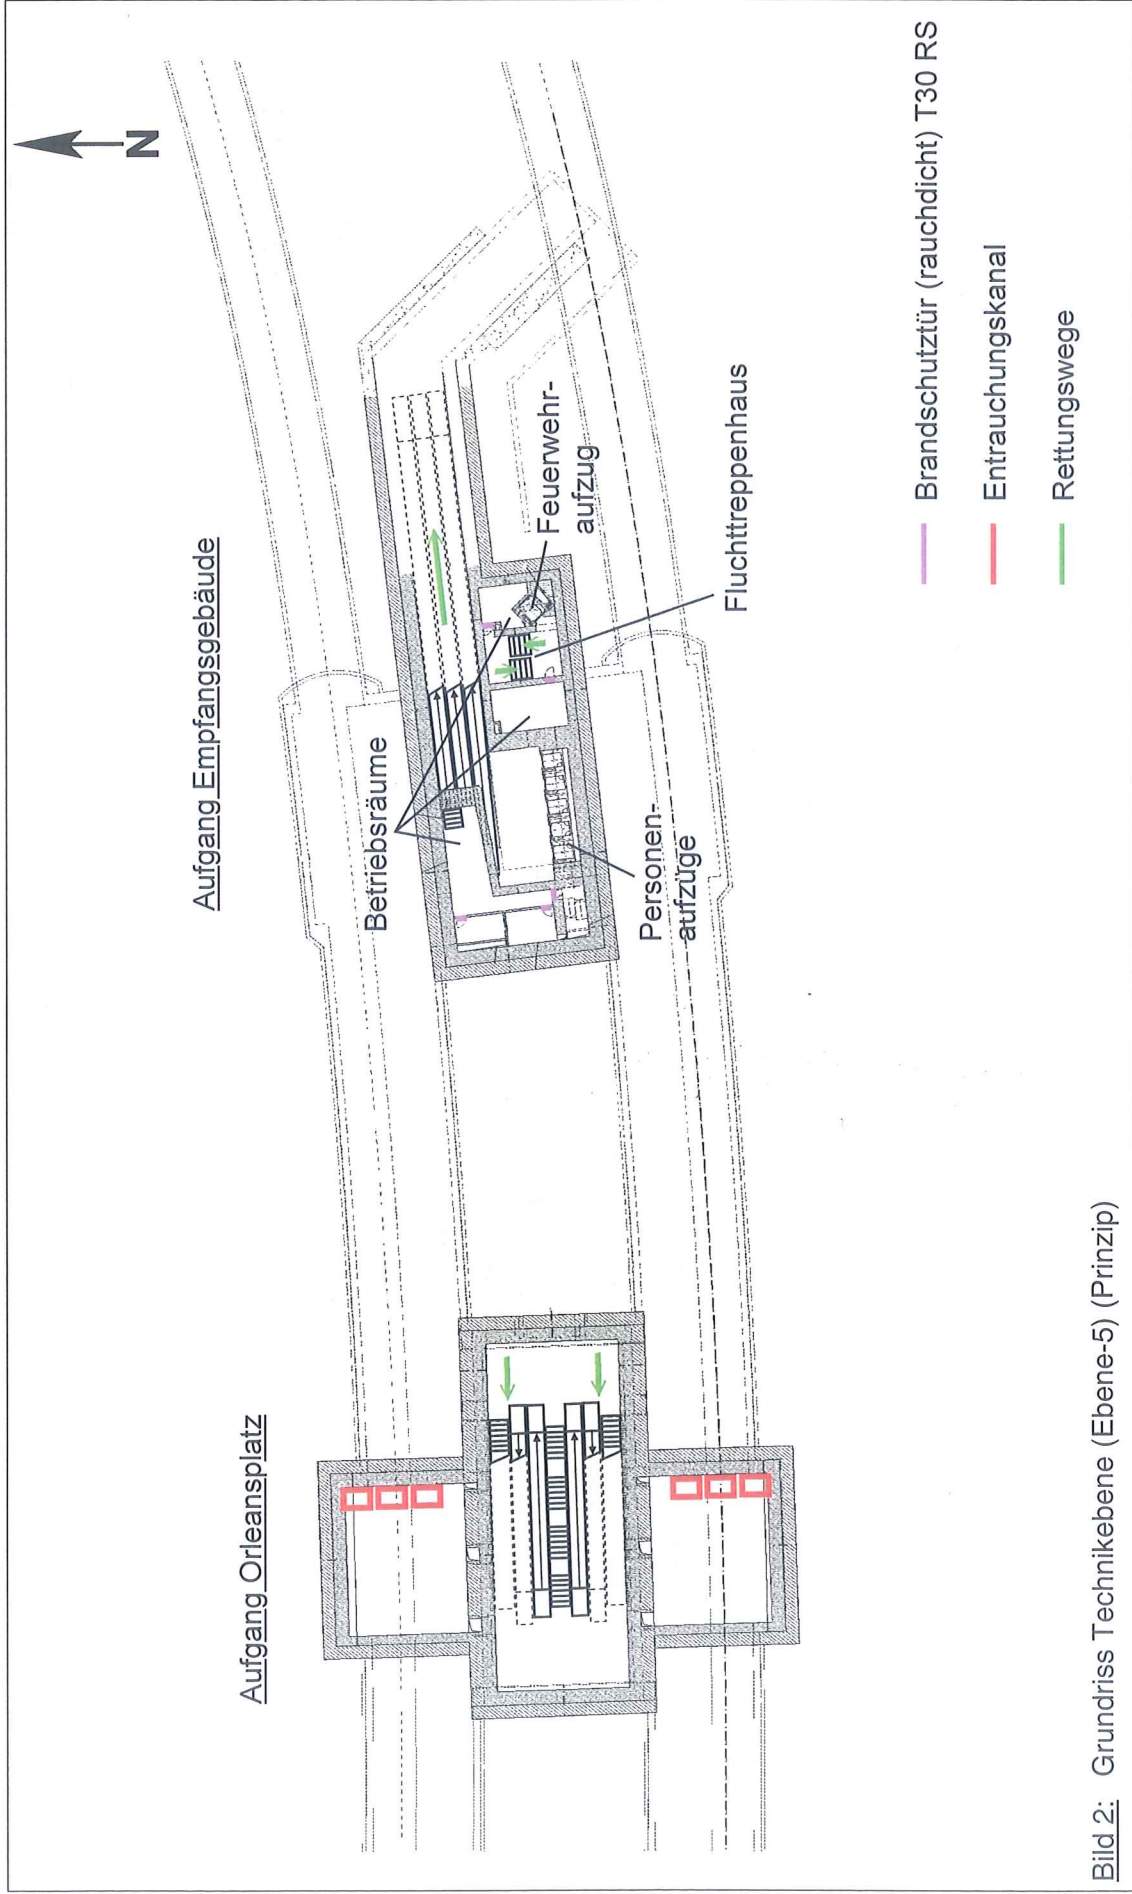 N
Aufgang Orleansplatz
Aufgang Empfangsgebäude
Betriebsräume
Personen-
aufzüge
Feuerwehr-
aufzug
Fluchttreppenhaus
Brandschutztür (rauchdicht) T30 RS
Entrauchungskanal
Rettungswege
Bild 2: Grundriss Technikebene (Ebene-5) (Prinzip)